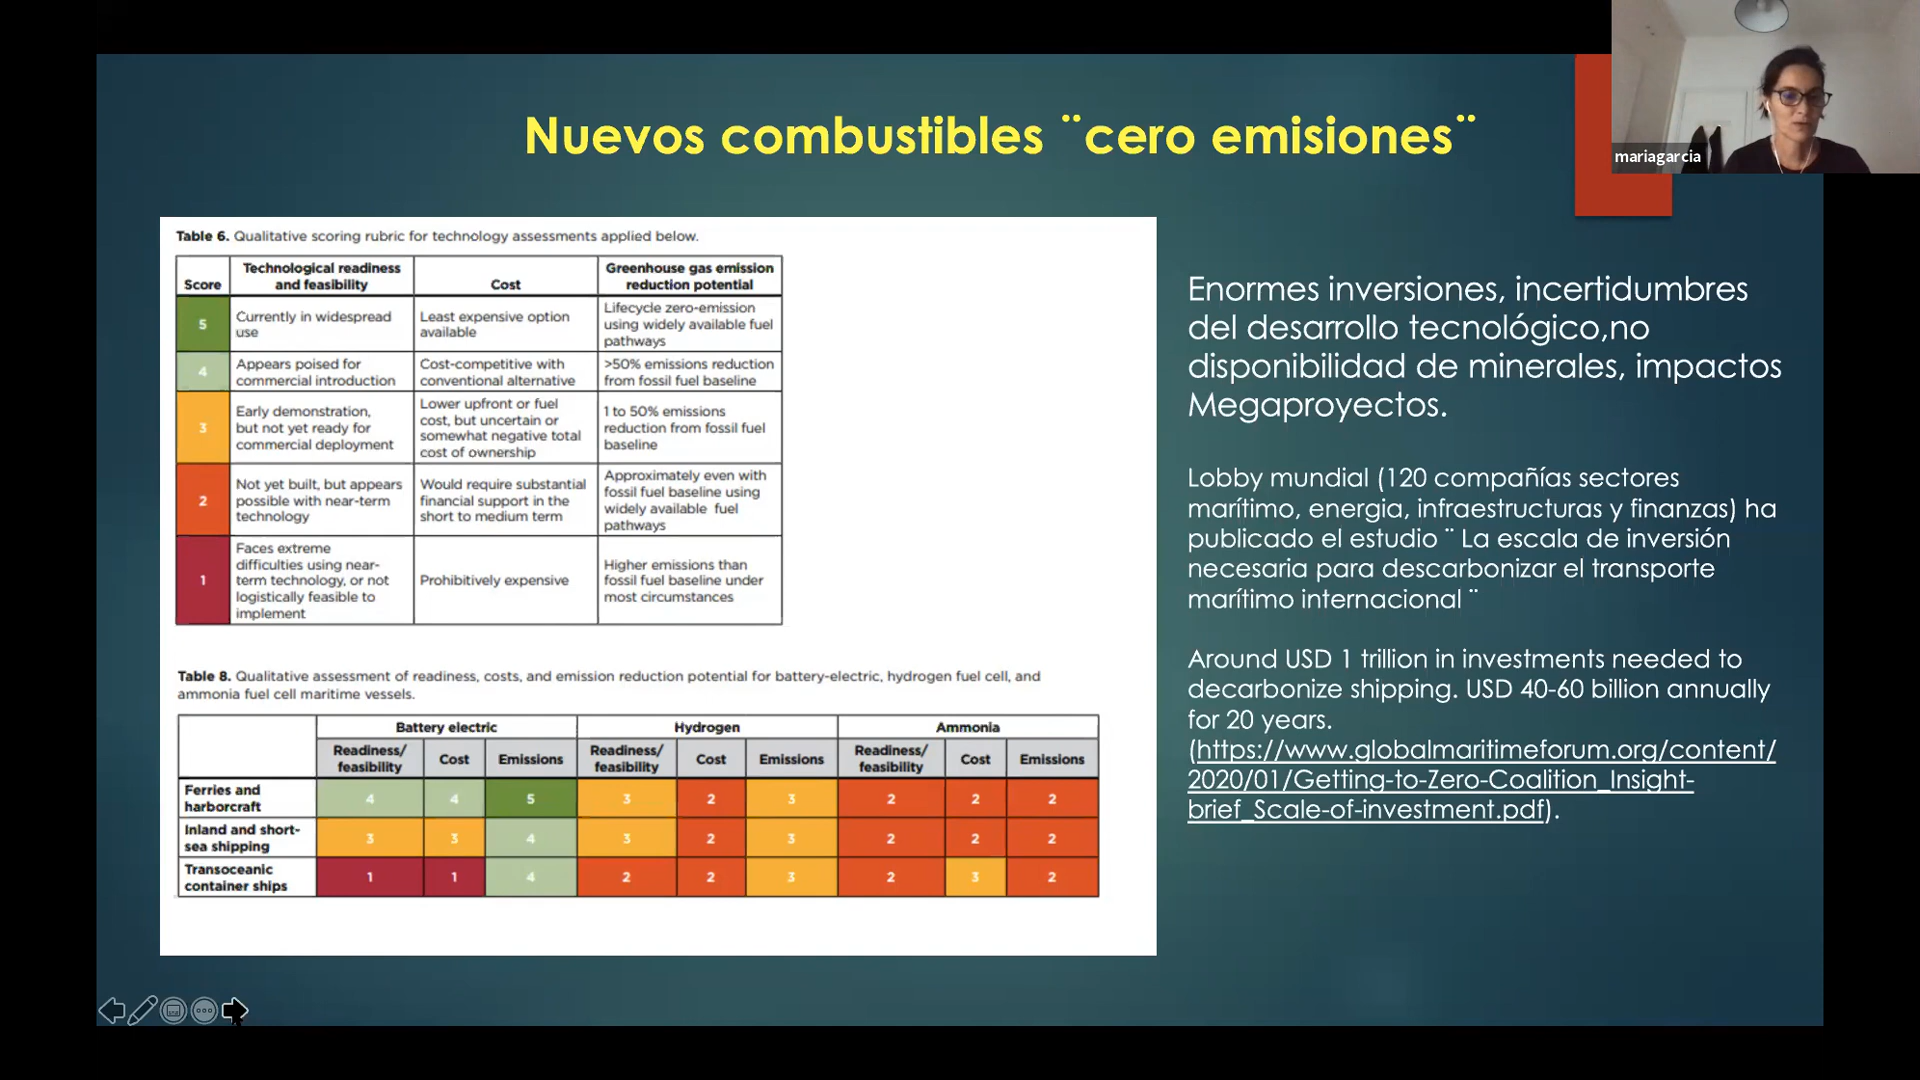 Nuevos combustibles ¨cero emisiones¨
mariagarcia
Table 6. Qualitative scoring rubric for technology assessments applied below.
Score
Technological readiness
and feasibility
Cost
Greenhouse gas emission
reduction potential
5
Currently in widespread
use
Least expensive option
available
Lifecycle zero-emission
using widely available fuel
pathways
4
Appears poised for
commercial introduction
Cost-competitive with
conventional alternative
>50% emissions reduction
from fossil fuel baseline
3
Early demonstration,
but not yet ready for
commercial deployment
Lower upfront or fuel
cost, but uncertain or
somewhat negative total
cost of ownership
1 to 50% emissions
reduction from fossil fuel
baseline
2
Not yet built, but appears
possible with near-term
technology
Would require substantial
financial support in the
short to medium term
Approximately even with
fossil fuel baseline using
widely available fuel
pathways
1
Faces extreme
difficulties using near-
term technology, or not
logistically feasible to
implement
Prohibitively expensive
Higher emissions than
fossil fuel baseline under
most circumstances
Table 8. Qualitative assessment of readiness, costs, and emission reduction potential for battery-electric, hydrogen fuel cell, and
ammonia fuel cell maritime vessels.
Battery electric Hydrogen Ammonia
Readiness/
feasibility
Cost
Emissions
Readiness/
feasibility
Cost
Emissions
Readiness/
feasibility
Cost
Emissions
Ferries and
harborcraft
4 4 5 3 2 3 2 2 2
Inland and short-
sea shipping
3 3 4 3 2 3 2 2 2
Transoceanic
container ships
1 1 4 2 2 3 2 3 2
Enormes inversiones, incertidumbres
del desarrollo tecnológico,no
disponibilidad de minerales, impactos
Megaproyectos.
Lobby mundial (120 compañías sectores
marítimo, energia, infraestructuras y finanzas) ha
publicado el estudio ¨ La escala de inversión
necesaria para descarbonizar el transporte
marítimo internacional ¨
Around USD 1 trillion in investments needed to
decarbonize shipping. USD 40-60 billion annually
for 20 years.
(https://www.globalmaritimeforum.org/content/
2020/01/Getting-to-Zero-Coalition_Insight-
brief_Scale-of-investment.pdf).